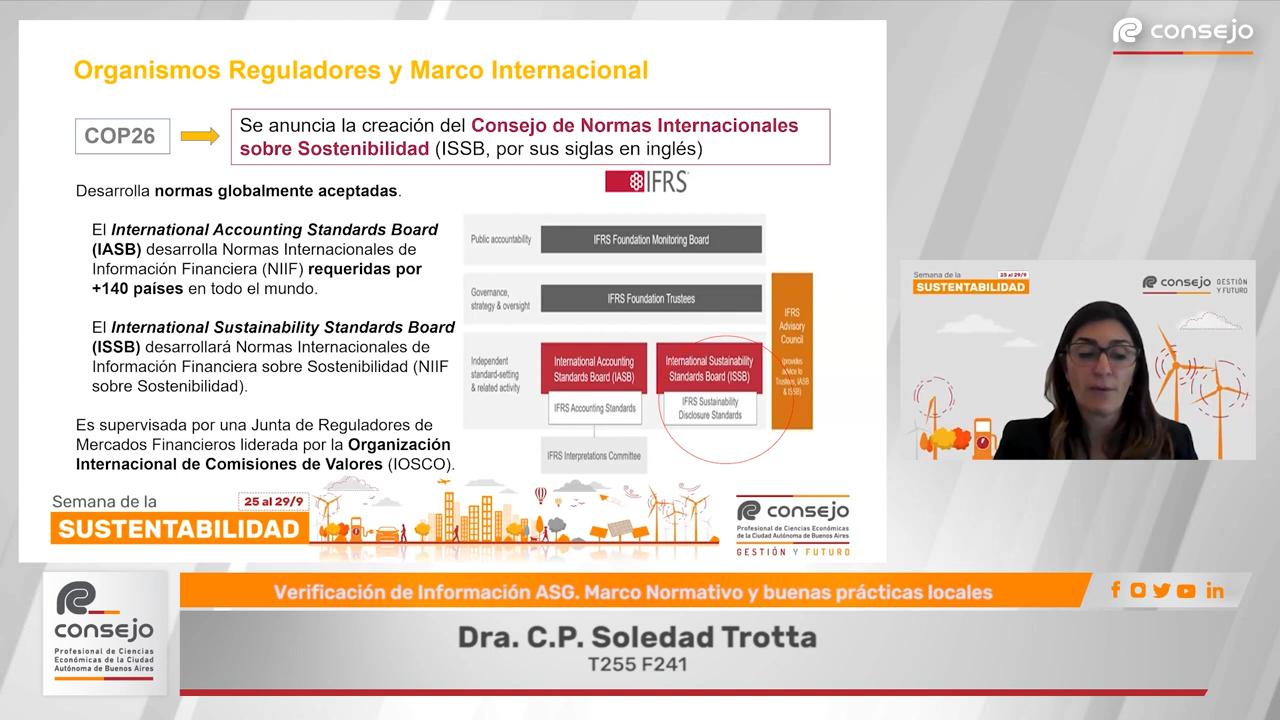 Organismos Reguladores y Marco Internacional
COP26
Se anuncia la creación del Consejo de Normas Internacionales
sobre Sostenibilidad (ISSB, por sus siglas en inglés)
Desarrolla normas globalmente aceptadas.
IFRS
El International Accounting Standards Board
(IASB) desarrolla Normas Internacionales de
Información Financiera (NIIF) requeridas por
+140 países en todo el mundo.
El International Sustainability Standards Board
(ISSB) desarrollará Normas Internacionales de
Información Financiera sobre Sostenibilidad (NIIF
sobre Sostenibilidad).
Es supervisada por una Junta de Reguladores de
Mercados Financieros liderada por la Organización
Internacional de Comisiones de Valores (IOSCO).
Public accountability
IFRS Foundation Monitoring Board
Governance,
strategy & oversight
IFRS Foundation Trustees
Independent
standard-setting
& related activity
International Accounting
Standards Board (IASB)
IFRS Accounting Standards
International Sustainability
Standards Board (ISSB)
IFRS Sustainability
Disclosure Standards
IFRS Interpretations Committee
IFRS
Advisory
Council
(provides
advice to
Trustees, IASB
& ISSB)
Semana de la
25 al 29/9
SUSTENTABILIDAD
consejo
Profesional de Ciencias Económicas
de la Ciudad Autónoma de Buenos Aires
GESTIÓN Y FUTURO
consejo
Semana de la
25 al 29/9
SUSTENTABILIDAD
consejo
GESTIÓN
Y FUTURO
consejo
Profesional de Ciencias
Económicas de la Ciudad
Autónoma de Buenos Aires
Verificación de Información ASG. Marco Normativo y buenas prácticas locales
Dra. C.P. Soledad Trotta
T255 F241